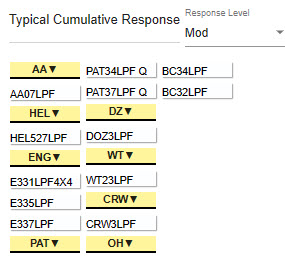 Typical Cumulative Response
Response Level
Mod
AA▼ PAT34LPF Q BC34LPF
AA07LPF PAT37LPF Q BC32LPF
HEL▼ DZ▼
HEL527LPF DOZ3LPF
ENG▼ WT▼
E331LPF4X4 WT23LPF
E335LPF CRW▼
E337LPF CRW3LPF
PAT▼ OH▼